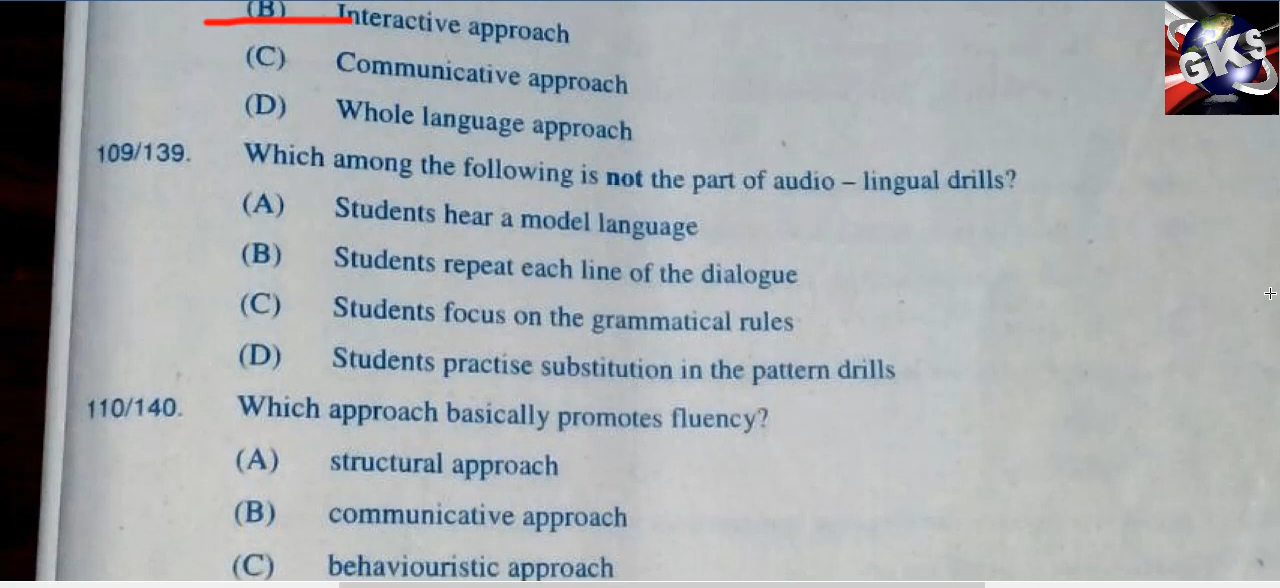 (B) Interactive approach
(C) Communicative approach
(D) Whole language approach
109/139. Which among the following is not the part of audio – lingual drills?
(A) Students hear a model language
(B) Students repeat each line of the dialogue
(C) Students focus on the grammatical rules
(D) Students practise substitution in the pattern drills
110/140. Which approach basically promotes fluency?
(A) structural approach
(B) communicative approach
(C) behaviouristic approach
GKS